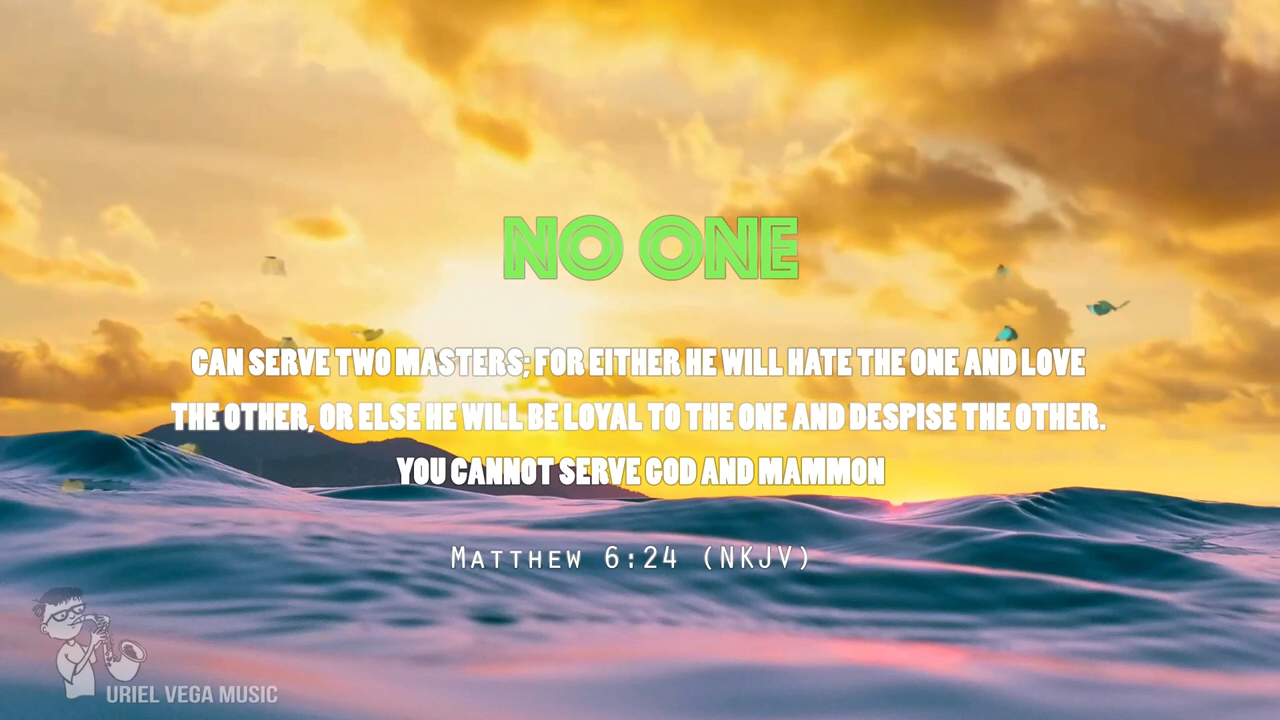 NO ONE
CAN SERVE TWO MASTERS; FOR EITHER HE WILL HATE THE ONE AND LOVE
THE OTHER, OR ELSE HE WILL BE LOYAL TO THE ONE AND DESPISE THE OTHER.
YOU CANNOT SERVE GOD AND MAMMON
MATTHEW 6:24 (NKJV)
URIEL VEGA MUSIC